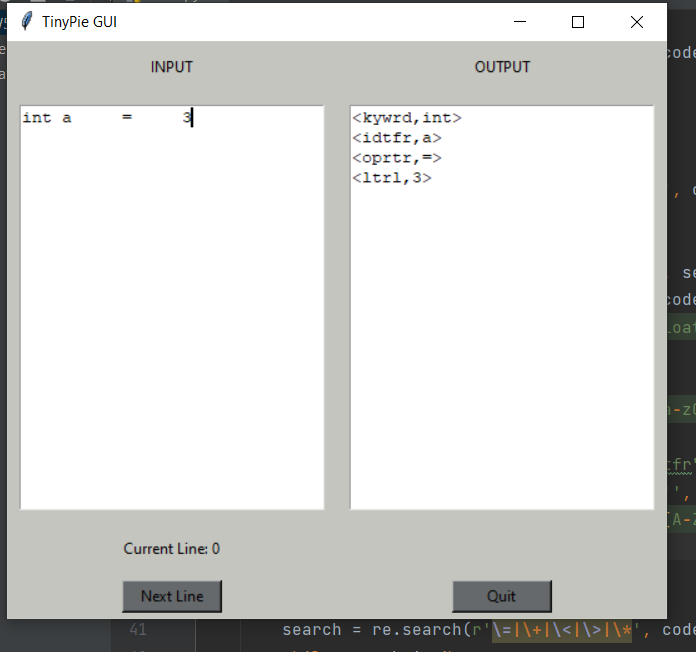 TinyPie GUI
INPUT
OUTPUT
int a     =     3
<kywrd,int>
<idtfr,a>
<oprtr,=>
<ltrl,3>
Current Line: 0
Next Line
Quit
41
search = re.search(r'\=|\+|\<|\>|\*', code